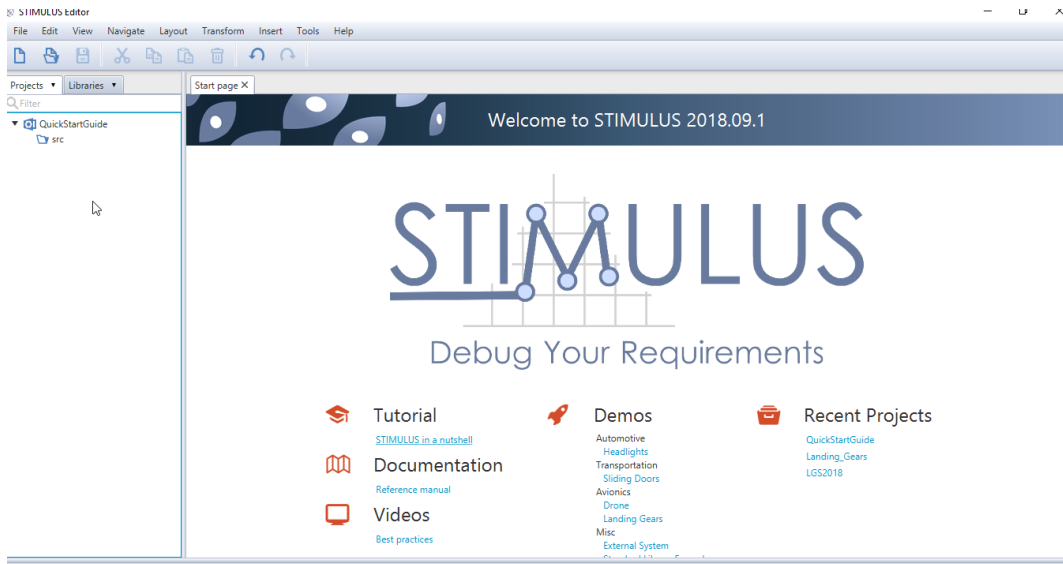 STIMULUS Editor
File Edit View Navigate Layout Transform Insert Tools Help
Projects Libraries Start page
Filter
QuickStartGuide
src
Welcome to STIMULUS 2018.09.1
STIMULUS
Debug Your Requirements
Tutorial
STIMULUS in a nutshell
Documentation
Reference manual
Videos
Best practices
Demos
Automotive
Headlights
Transportation
Sliding Doors
Avionics
Drone
Landing Gears
Misc
External System
Recent Projects
QuickStartGuide
Landing_Gears
LGS2018